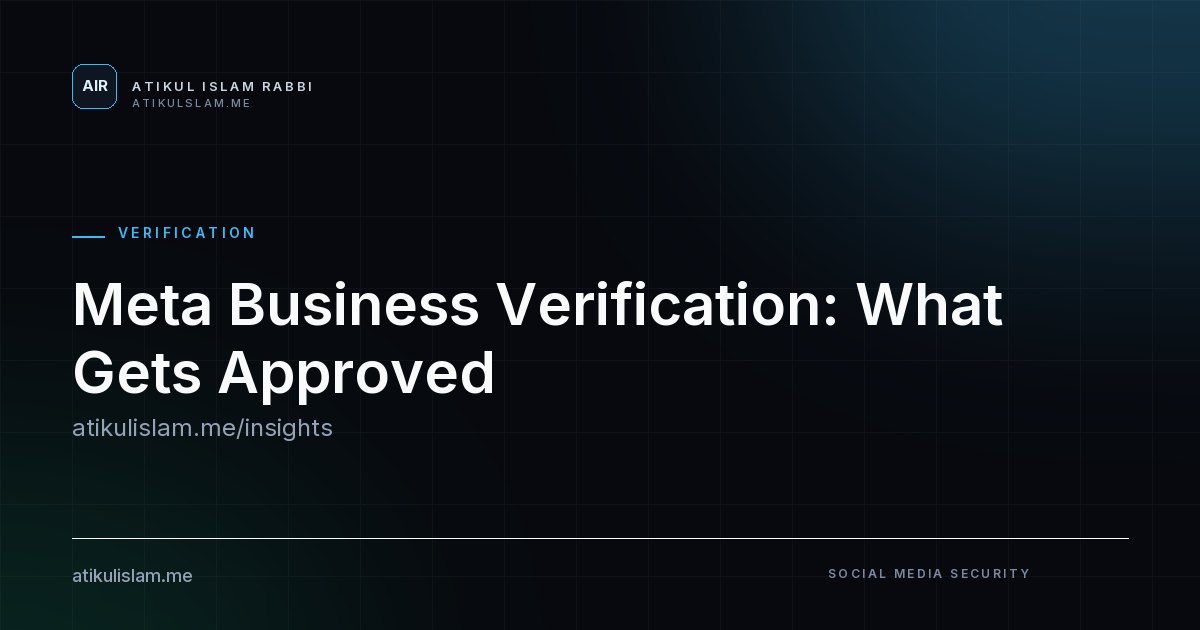 AIR
ATIKUL ISLAM RABBI
ATIKULSLAM.ME
VERIFICATION
Meta Business Verification: What
Gets Approved
atikulislam.me/insights
atikulislam.me
SOCIAL MEDIA SECURITY